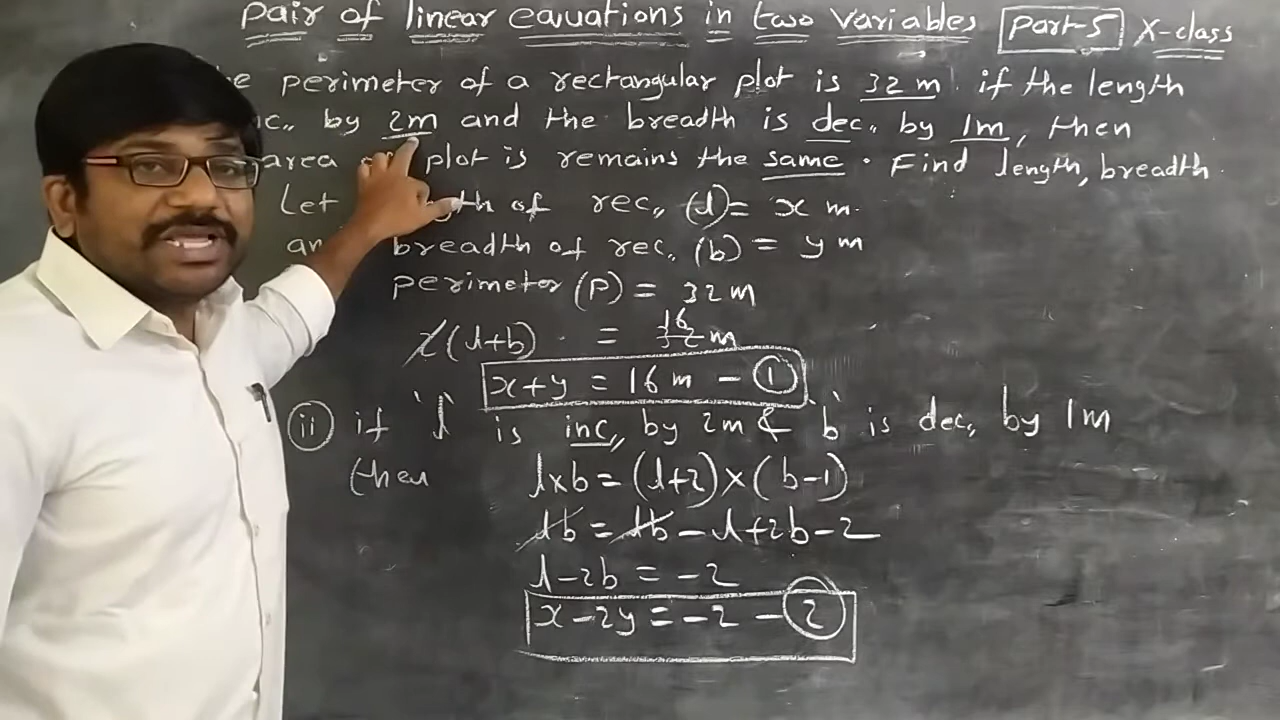 Pair of linear equations in two variables Part-5 X-class
perimeter of a rectangular plot is 32 m. if the length
by 2m and the breadth is dec,, by 1m, then
area plot is remains the same. Find length, breadth.
Let of rec,, (l) = x m.
breadth of rec,, (b) = y m
perimeter (P) = 32 m
2(l+b) = 32 16 m
x+y = 16 m - 1
ii if 'l' is inc,, by 2m & 'b' is dec,, by 1m
then l×b = (l+2)×(b-1)
lb = lb - l + 2b - 2
l - 2b = -2
x - 2y = -2 - 2